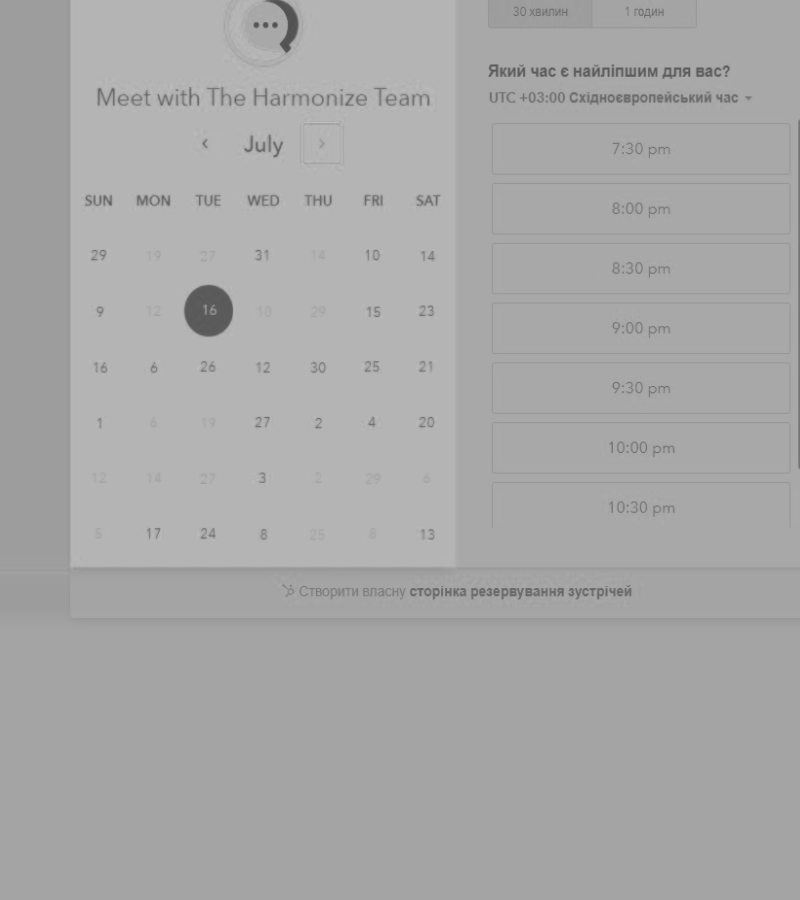 Meet with The Harmonize Team
July
SUN MON TUE WED THU FRI SAT
29 19 27 31 14 10 14
9 12 16 10 29 15 23
16 6 26 12 30 25 21
1 6 19 27 2 4 20
12 14 27 3 2 29 6
5 17 24 8 25 8 13
30 хвилин 1 годин
Який час є найліпшим для вас?
UTC +03:00 Східноєвропейський час
7:30 pm
8:00 pm
8:30 pm
9:00 pm
9:30 pm
10:00 pm
10:30 pm
Створити власну сторінка резервування зустрічей